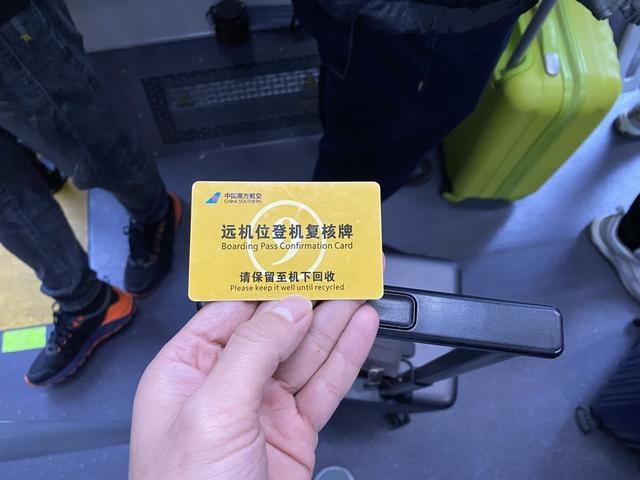 中国南方航空
CHINA SOUTHERN
9
远机位登机复核牌
Boarding Pass Confirmation Card
请保留至机下回收
Please keep it well until recycled